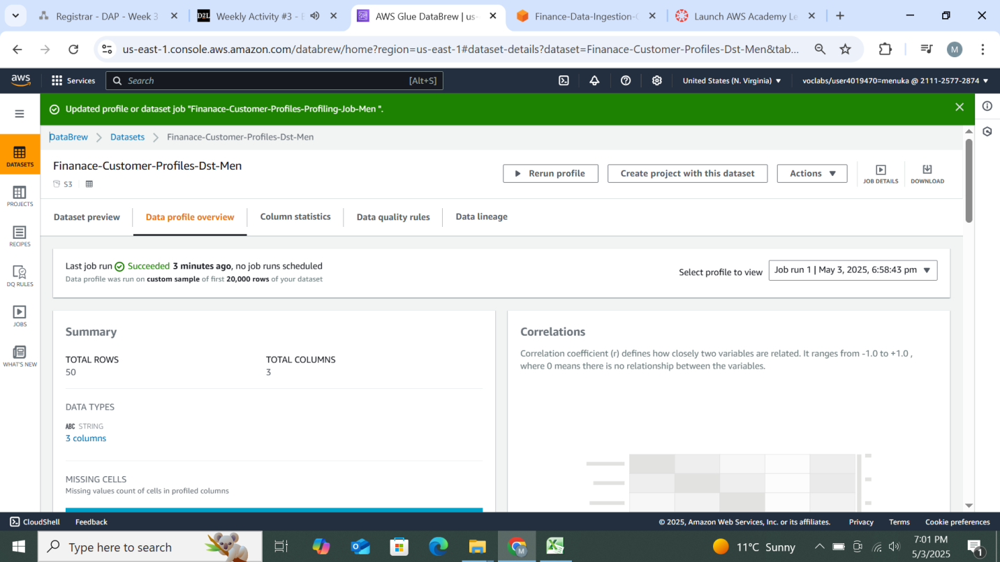 Registrar - DAP - Week 3
D2L
Weekly Activity #3 - E
AWS Glue DataBrew | us-
Finance-Data-Ingestion-C
Launch AWS Academy Le
us-east-1.console.aws.amazon.com/databrew/home?region=us-east-1#dataset-details?dataset=Finanace-Customer-Profiles-Dst-Men&tab...
M
aws
Services
Search
[Alt+S]
United States (N. Virginia)
voclabs/user4019470=menuka @ 2111-2577-2874
Updated profile or dataset job "Finanace-Customer-Profiles-Profiling-Job-Men ".
DATASETS
PROJECTS
RECIPES
DQ RULES
JOBS
WHAT'S NEW
DataBrew
Datasets
Finanace-Customer-Profiles-Dst-Men
Finanace-Customer-Profiles-Dst-Men
S3
Rerun profile
Create project with this dataset
Actions
JOB DETAILS
DOWNLOAD
Dataset preview
Data profile overview
Column statistics
Data quality rules
Data lineage
Last job run Succeeded 3 minutes ago, no job runs scheduled
Data profile was run on custom sample of first 20,000 rows of your dataset
Select profile to view
Job run 1 | May 3, 2025, 6:58:43 pm
Summary
TOTAL ROWS
50
TOTAL COLUMNS
3
DATA TYPES
ABC STRING
3 columns
MISSING CELLS
Missing values count of cells in profiled columns
Correlations
Correlation coefficient (r) defines how closely two variables are related. It ranges from -1.0 to +1.0 ,
where 0 means there is no relationship between the variables.
CloudShell
Feedback
© 2025, Amazon Web Services, Inc. or its affiliates.
Privacy
Terms
Cookie preferences
Type here to search
M
11°C Sunny
7:01 PM
5/3/2025
1